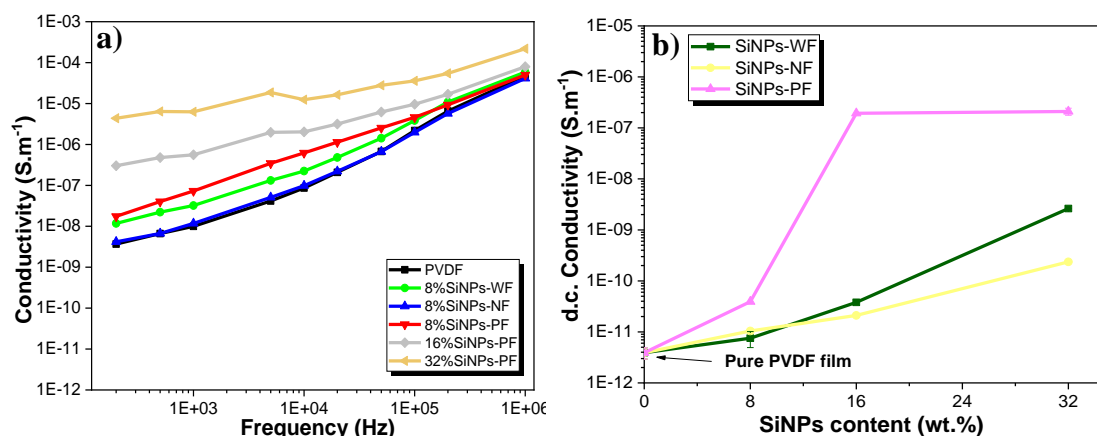 a)
Conductivity (S.m⁻¹)
1E-03
1E-04
1E-05
1E-06
1E-07
1E-08
1E-09
1E-10
1E-11
1E-12
PVDF
8%SiNPs-WF
8%SiNPs-NF
8%SiNPs-PF
16%SiNPs-PF
32%SiNPs-PF
1E+03 1E+04 1E+05 1E+06
Frequency (Hz)
b)
d.c. Conductivity (S.m⁻¹)
1E-05
1E-06
1E-07
1E-08
1E-09
1E-10
1E-11
1E-12
SiNPs-WF
SiNPs-NF
SiNPs-PF
Pure PVDF film
0 8 16 24 32
SiNPs content (wt.%)